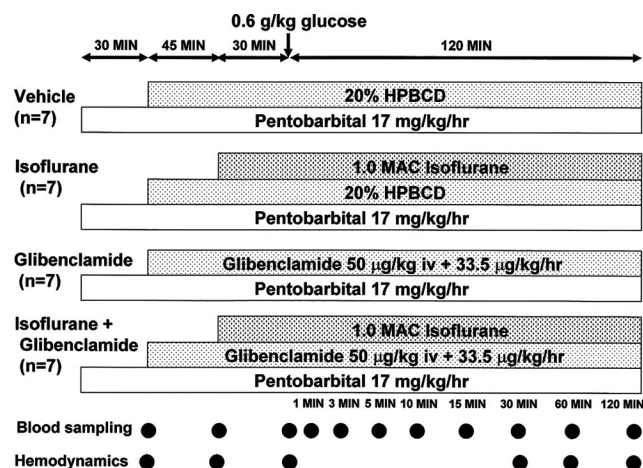 0.6 g/kg glucose
30 MIN 45 MIN 30 MIN 120 MIN
Vehicle
(n=7)
20% HPBCD
Pentobarbital 17 mg/kg/hr
Isoflurane
(n=7)
1.0 MAC Isoflurane
20% HPBCD
Pentobarbital 17 mg/kg/hr
Glibenclamide
(n=7)
Glibenclamide 50 μg/kg iv + 33.5 μg/kg/hr
Pentobarbital 17 mg/kg/hr
Isoflurane +
Glibenclamide
(n=7)
1.0 MAC Isoflurane
Glibenclamide 50 μg/kg iv + 33.5 μg/kg/hr
Pentobarbital 17 mg/kg/hr
1 MIN 3 MIN 5 MIN 10 MIN 15 MIN 30 MIN 60 MIN 120 MIN
Blood sampling
Hemodynamics